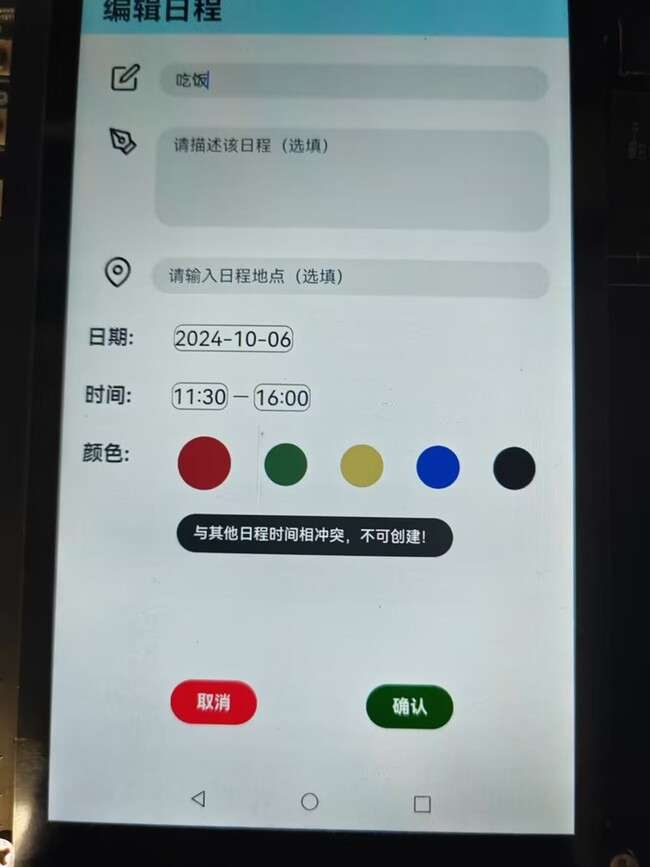 编辑日程
吃饭
请描述该日程（选填）
请输入日程地点（选填）
日期:
2024-10-06
时间:
11:30 — 16:00
颜色:
与其他日程时间相冲突，不可创建!
取消
确认